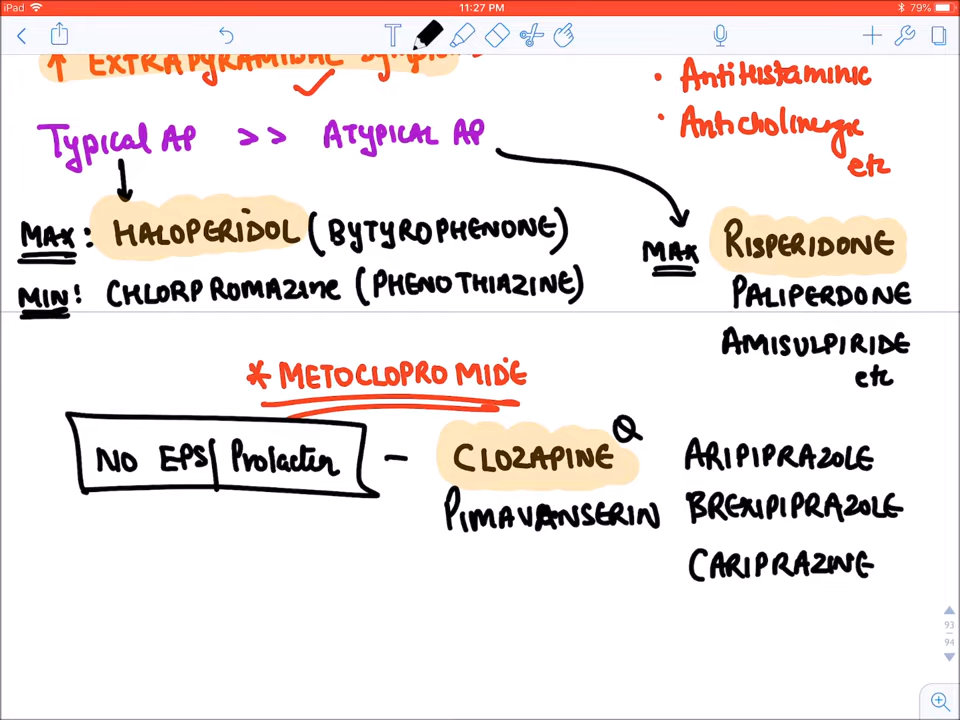 iPad 11:27 PM 79%
↑ EXTRAPYRAMIDAL
• Antihistaminic
• Anticholinergic
etc
Typical AP >> ATYPICAL AP
MAX: HALOPERIDOL (BYTYROPHENONE)
MIN: CHLORPROMAZINE (PHENOTHIAZINE)
MAX RISPERIDONE
PALIPERDONE
AMISULPIRIDE
etc
* METOCLOPROMIDE
NO EPS/Prolactin - CLOZAPINE
PIMAVANSERIN
ARIPIPRAZOLE
BREXIPIPRAZOLE
CARIPRAZINE
93
94